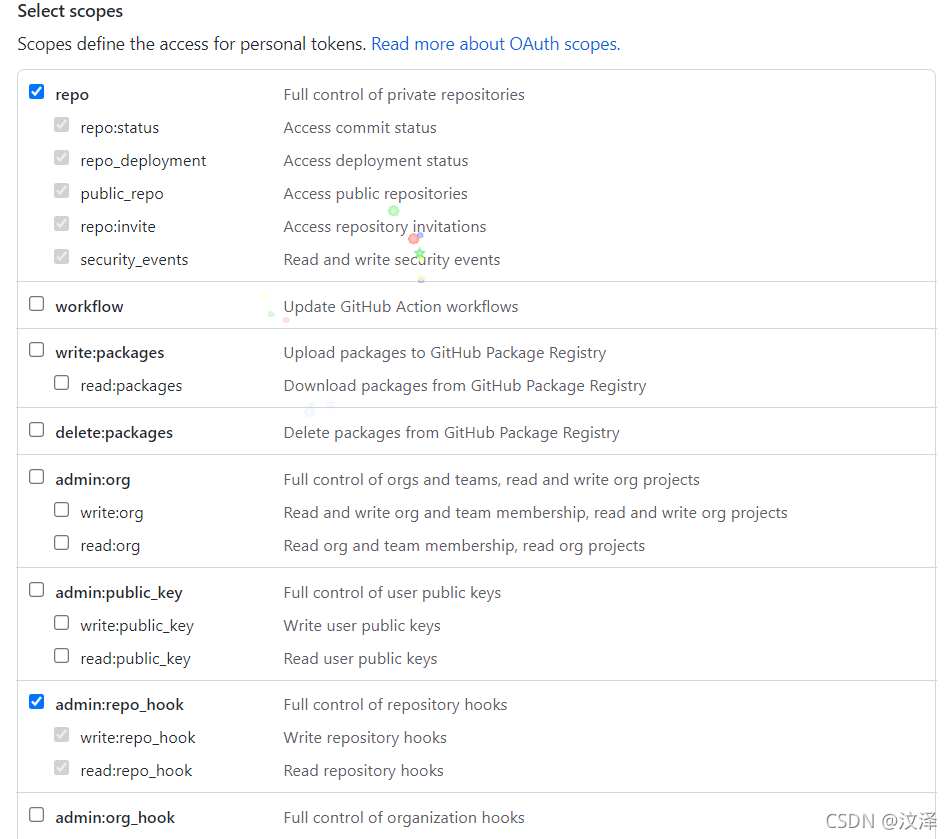 Select scopes
Scopes define the access for personal tokens. Read more about OAuth scopes.
repo Full control of private repositories
repo:status Access commit status
repo_deployment Access deployment status
public_repo Access public repositories
repo:invite Access repository invitations
security_events Read and write security events
workflow Update GitHub Action workflows
write:packages Upload packages to GitHub Package Registry
read:packages Download packages from GitHub Package Registry
delete:packages Delete packages from GitHub Package Registry
admin:org Full control of orgs and teams, read and write org projects
write:org Read and write org and team membership, read and write org projects
read:org Read org and team membership, read org projects
admin:public_key Full control of user public keys
write:public_key Write user public keys
read:public_key Read user public keys
admin:repo_hook Full control of repository hooks
write:repo_hook Write repository hooks
read:repo_hook Read repository hooks
admin:org_hook Full control of organization hooks
CSDN @汶泽